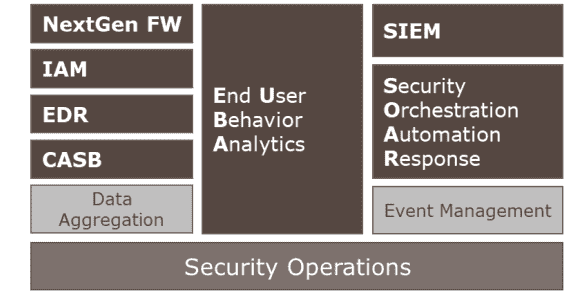 NextGen FW
IAM
EDR
CASB
Data
Aggregation
End User
Behavior
Analytics
SIEM
Security
Orchestration
Automation
Response
Event Management
Security Operations